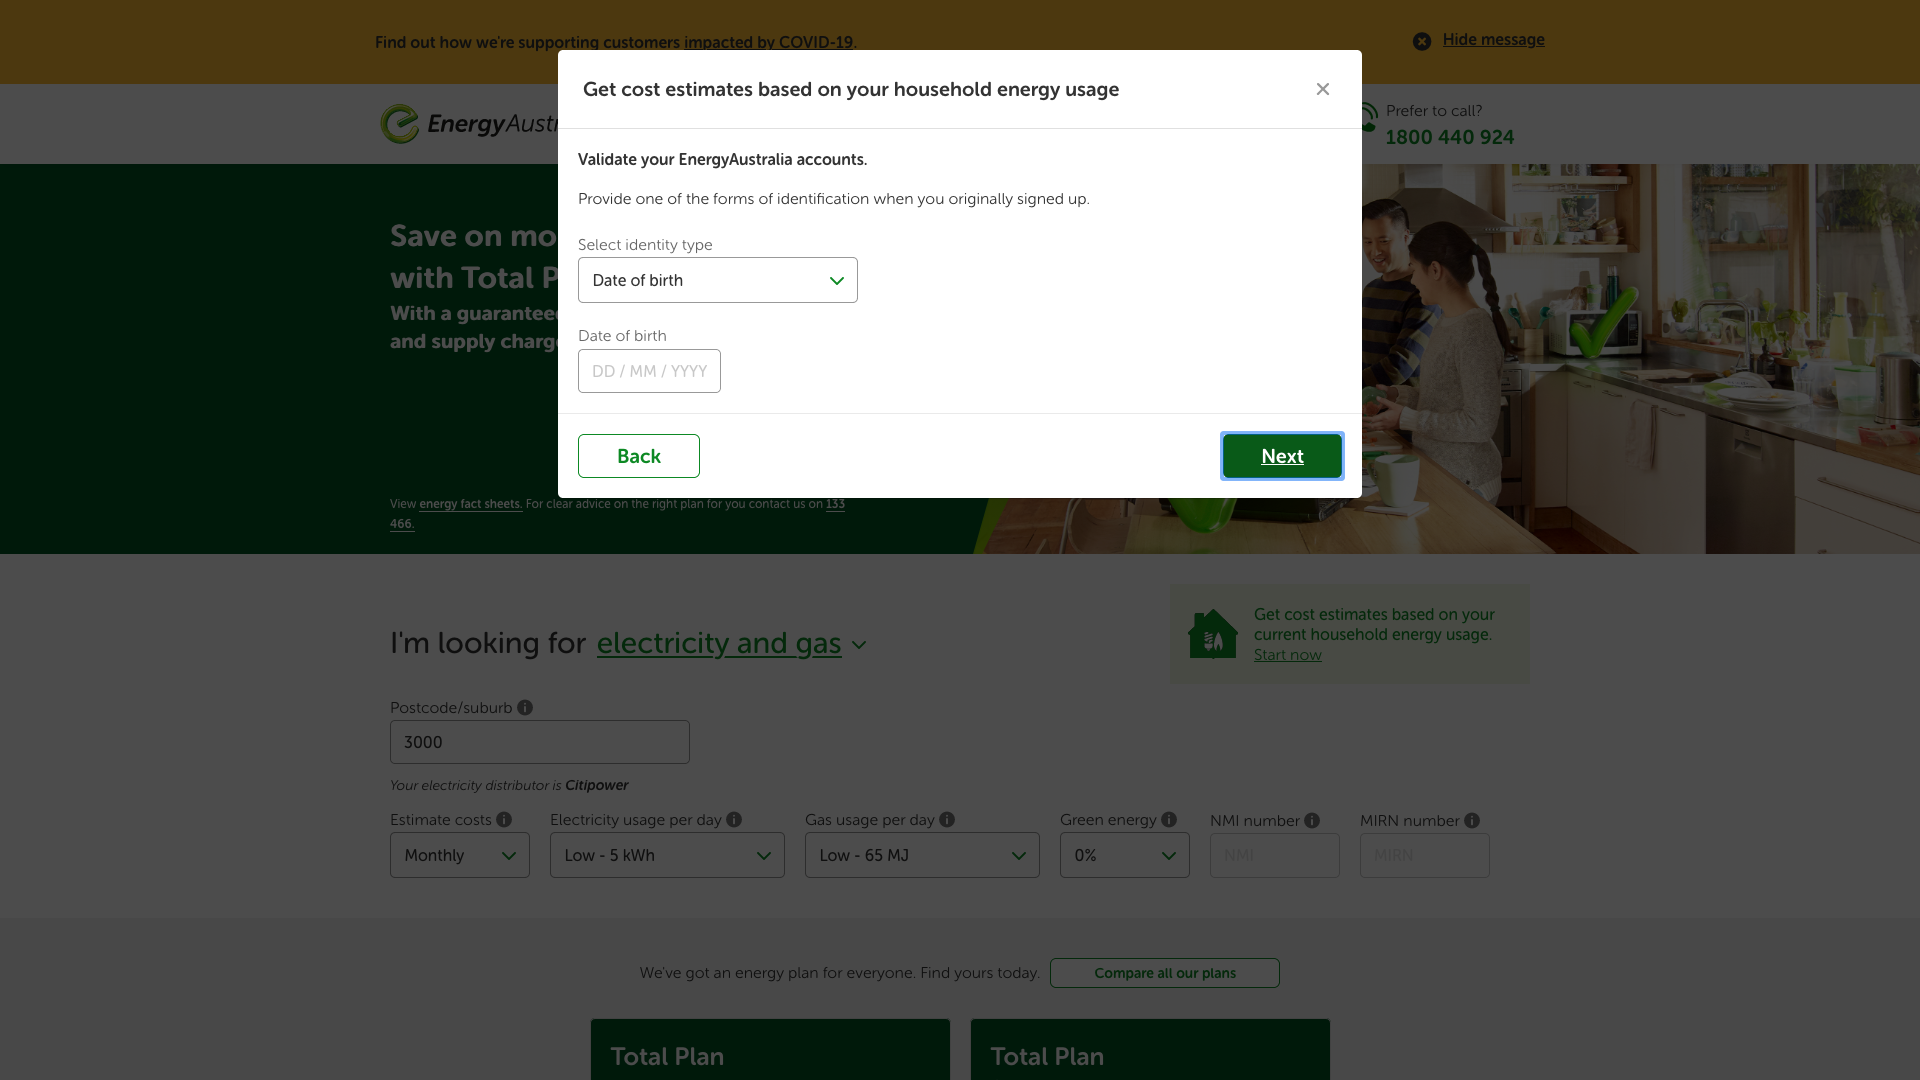 Find out how we're supporting customers impacted by COVID-19.
Hide message
Get cost estimates based on your household energy usage
EnergyAustr
Prefer to call?
1800 440 924
Validate your EnergyAustralia accounts.
Provide one of the forms of identification when you originally signed up.
Select identity type
Date of birth
Date of birth
DD / MM / YYYY
Back
Next
Save on mo
with Total P
With a guarantee
and supply charg
View energy fact sheets. For clear advice on the right plan for you contact us on 133
466.
I'm looking for electricity and gas
Get cost estimates based on your
current household energy usage.
Start now
Postcode/suburb
3000
Your electricity distributor is Citipower
Estimate costs
Electricity usage per day
Gas usage per day
Green energy
NMI number
MIRN number
Monthly
Low - 5 kWh
Low - 65 MJ
0%
NMI
MIRN
We've got an energy plan for everyone. Find yours today.
Compare all our plans
Total Plan
Total Plan